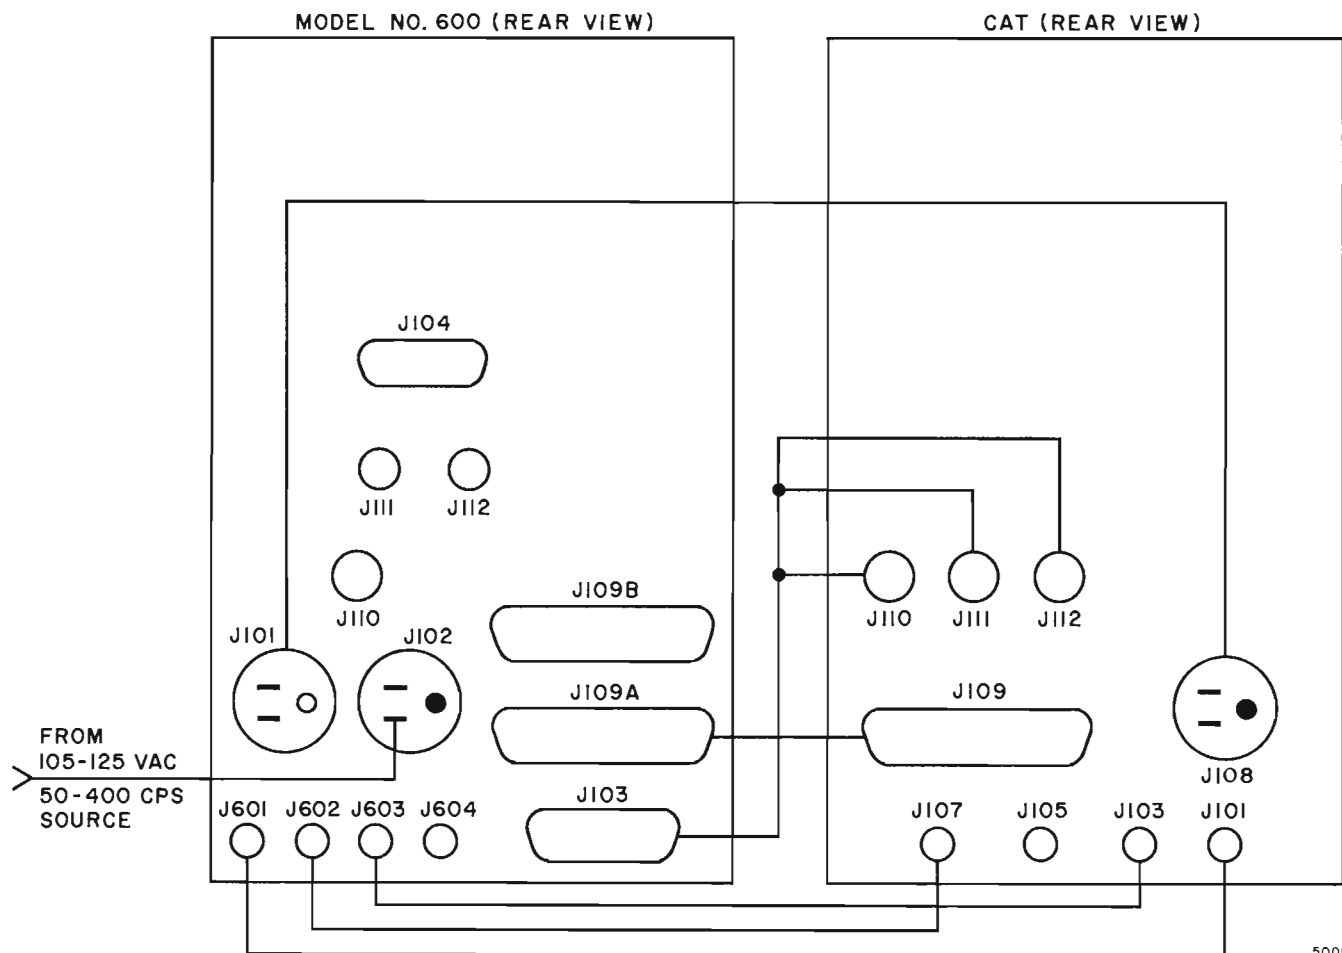 MODEL NO. 600 (REAR VIEW)
CAT (REAR VIEW)
J104
J111
J112
J110
J109B
J101
J102
J109A
J103
FROM
105-125 VAC
50-400 CPS
SOURCE
J601
J602
J603
J604
J110
J111
J112
J109
J108
J107
J105
J103
J101